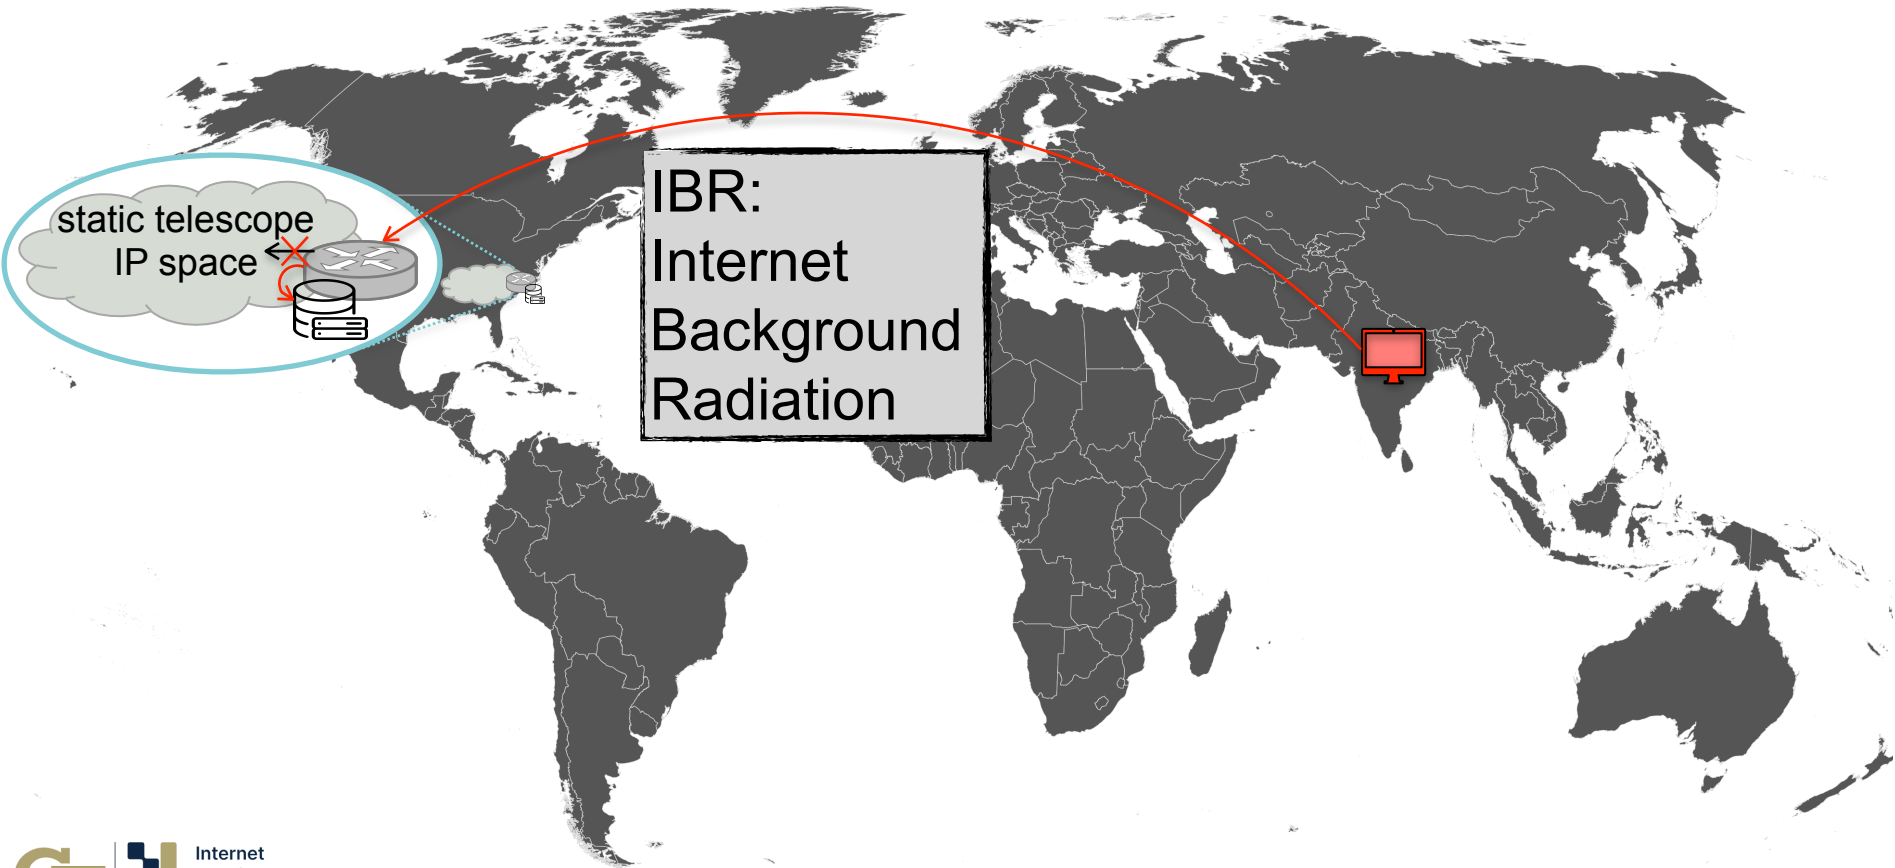 static telescope
IP space
IBR:
Internet
Background
Radiation
Internet